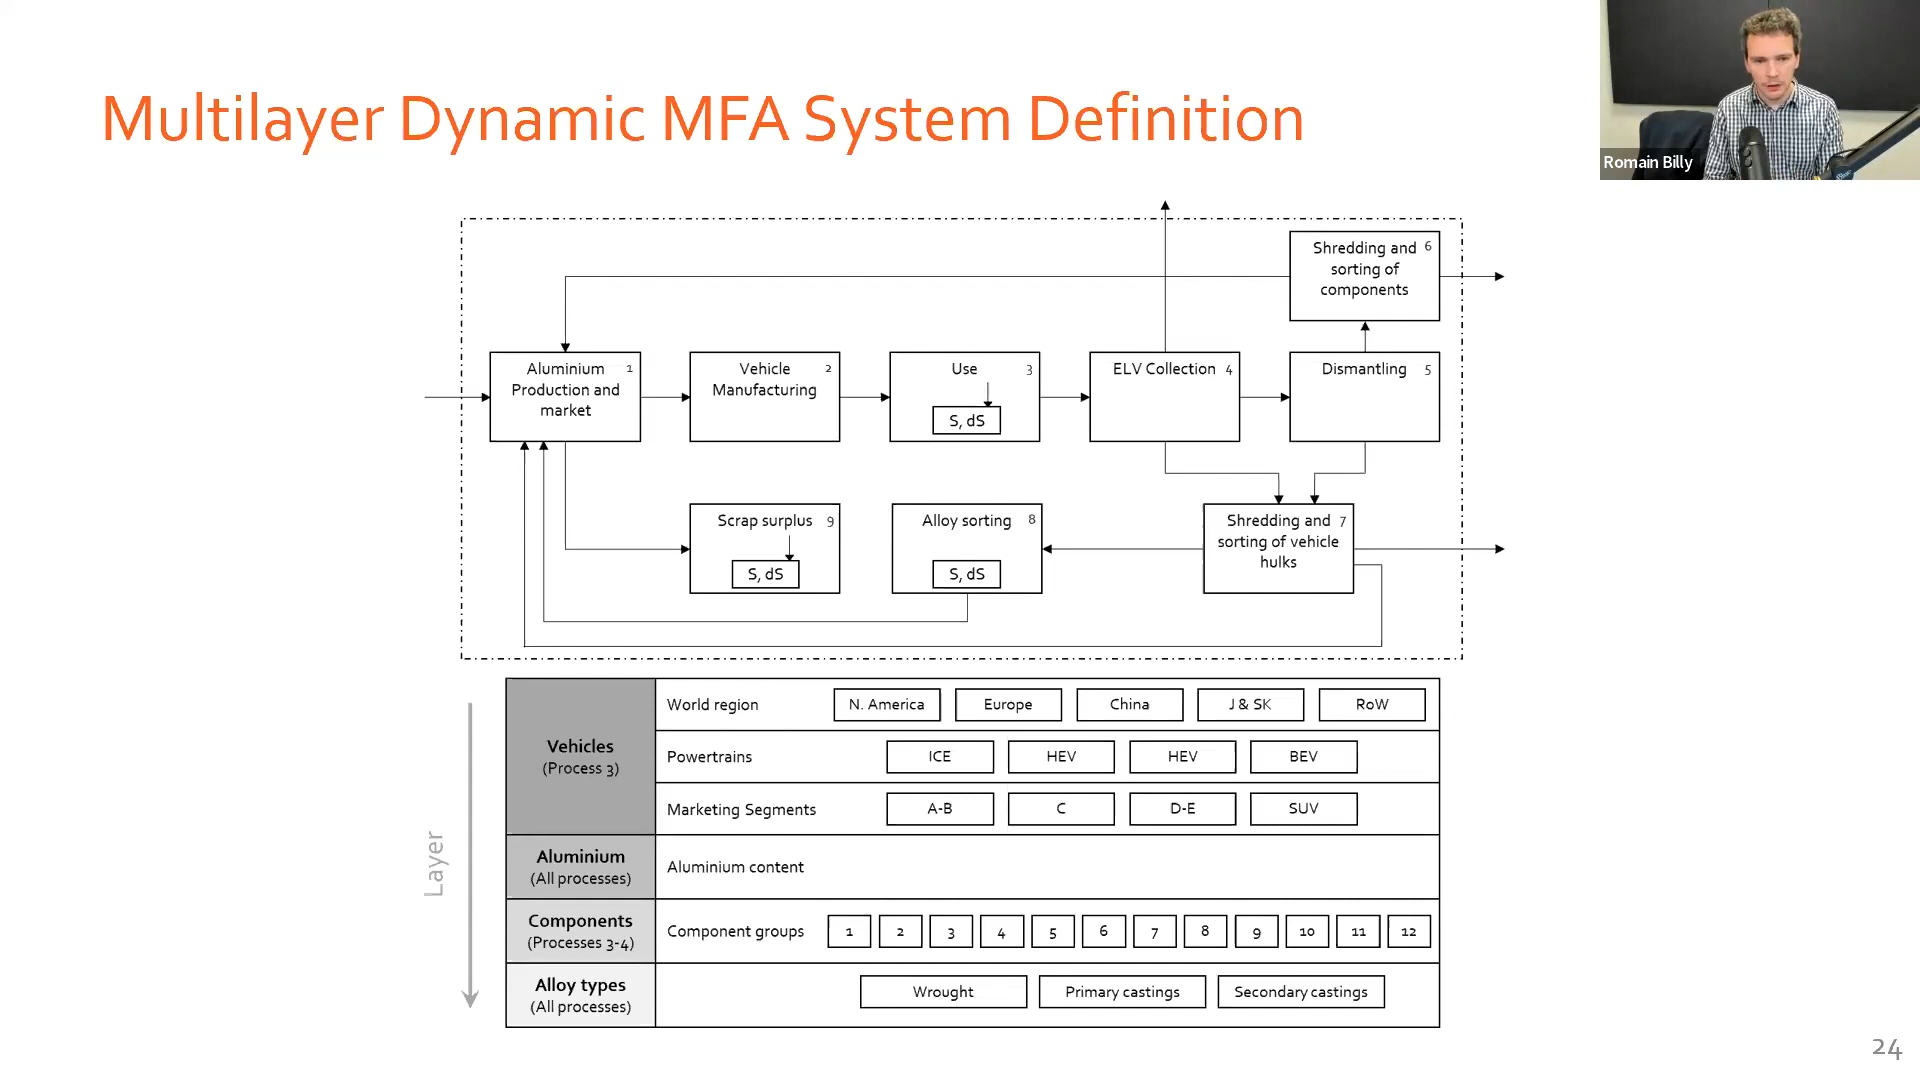 Multilayer Dynamic MFA System Definition
Romain Billy
Shredding and 6
sorting of
components
Aluminium 1
Production and
market
Vehicle 2
Manufacturing
Use 3
S, dS
ELV Collection 4
Dismantling 5
Scrap surplus 9
S, dS
Alloy sorting 8
S, dS
Shredding and 7
sorting of vehicle
hulks
Layer
Vehicles
(Process 3)
World region N. America Europe China J & SK RoW
Powertrains ICE HEV HEV BEV
Marketing Segments A-B C D-E SUV
Aluminium
(All processes)
Aluminium content
Components
(Processes 3-4)
Component groups 1 2 3 4 5 6 7 8 9 10 11 12
Alloy types
(All processes)
Wrought Primary castings Secondary castings
24